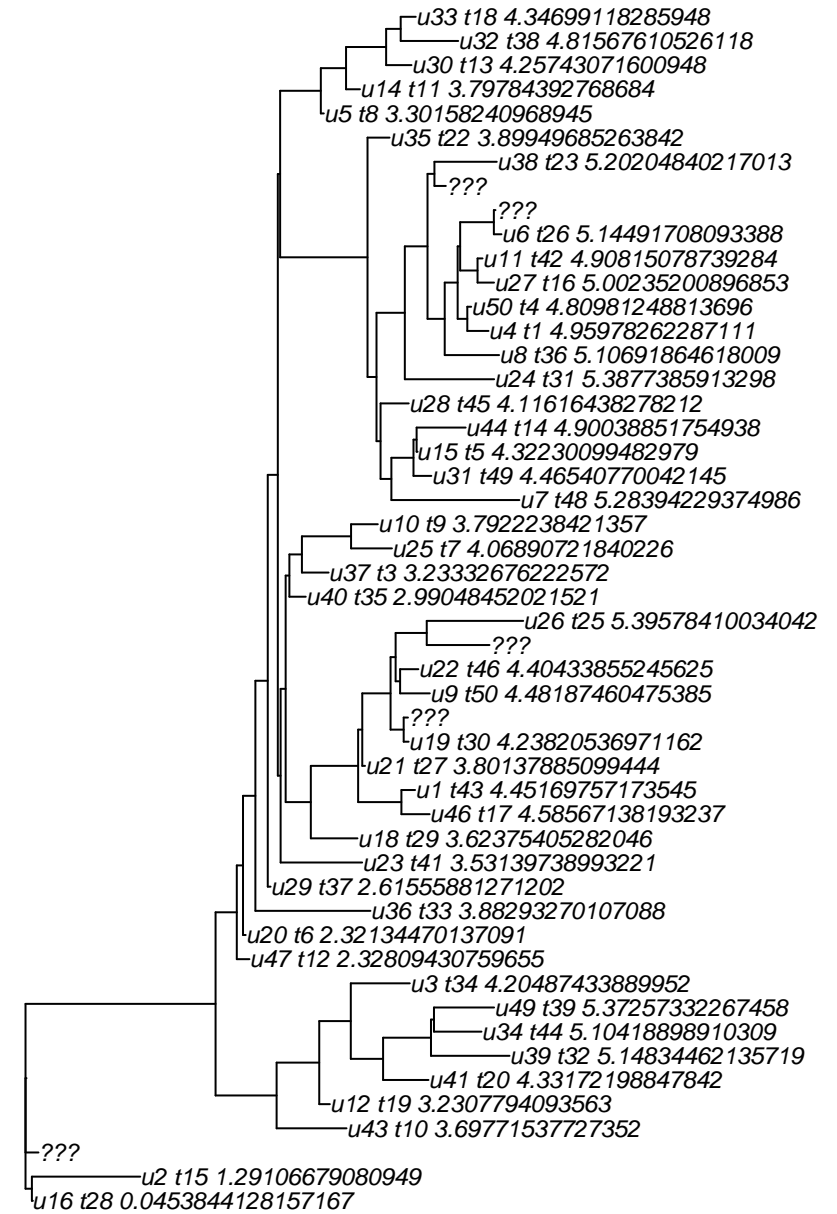 u33 t18 4.34699118285948
u32 t38 4.81567610526118
u30 t13 4.25743071600948
u14 t11 3.79784392768684
u5 t8 3.30158240968945
u35 t22 3.89949685263842
u38 t23 5.20204840217013
???
???
u6 t26 5.14491708093388
u11 t42 4.90815078739284
u27 t16 5.00235200896853
u50 t4 4.80981248813696
u4 t1 4.95978262287111
u8 t36 5.10691864618009
u24 t31 5.3877385913298
u28 t45 4.11616438278212
u44 t14 4.90038851754938
u15 t5 4.32230099482979
u31 t49 4.46540770042145
u7 t48 5.28394229374986
u10 t9 3.7922238421357
u25 t7 4.06890721840226
u37 t3 3.23332676222572
u40 t35 2.99048452021521
u26 t25 5.39578410034042
???
u22 t46 4.40433855245625
u9 t50 4.48187460475385
???
u19 t30 4.23820536971162
u21 t27 3.80137885099444
u1 t43 4.45169757173545
u46 t17 4.58567138193237
u18 t29 3.62375405282046
u23 t41 3.53139738993221
u29 t37 2.61555881271202
u36 t33 3.88293270107088
u20 t6 2.32134470137091
u47 t12 2.32809430759655
u3 t34 4.20487433889952
u49 t39 5.37257332267458
u34 t44 5.10418898910309
u39 t32 5.14834462135719
u41 t20 4.33172198847842
u12 t19 3.2307794093563
u43 t10 3.69771537727352
???
u2 t15 1.29106679080949
u16 t28 0.0453844128157167